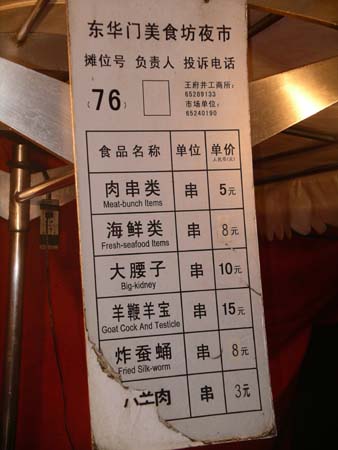 东华门美食坊夜市
摊位号 负责人 投诉电话
76
王府井工商所:
65289133
市场单位:
65240190
食品名称 单位 单价
人民币(元)
肉串类 串 5元
Meat-bunch Items
海鲜类 串 8元
Fresh-seafood Items
大腰子 串 10元
Big-kidney
羊鞭羊宝 串 15元
Goat Cock And Testicle
炸蚕蛹 串 8元
Fried Silk-worm
肉 串 3元